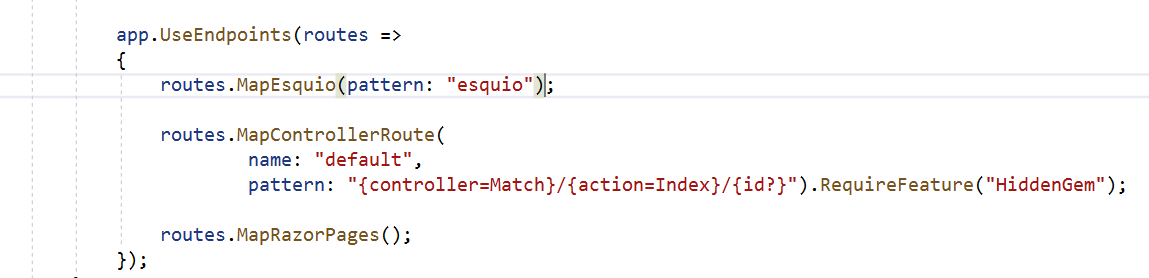 app.UseEndpoints(routes =>
{
routes.MapEsquio(pattern: "esquio");
routes.MapControllerRoute(
name: "default",
pattern: "{controller=Match}/{action=Index}/{id?}").RequireFeature("HiddenGem");
routes.MapRazorPages();
});